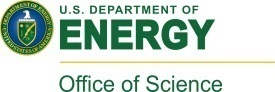 U.S. DEPARTMENT OF
ENERGY
Office of Science